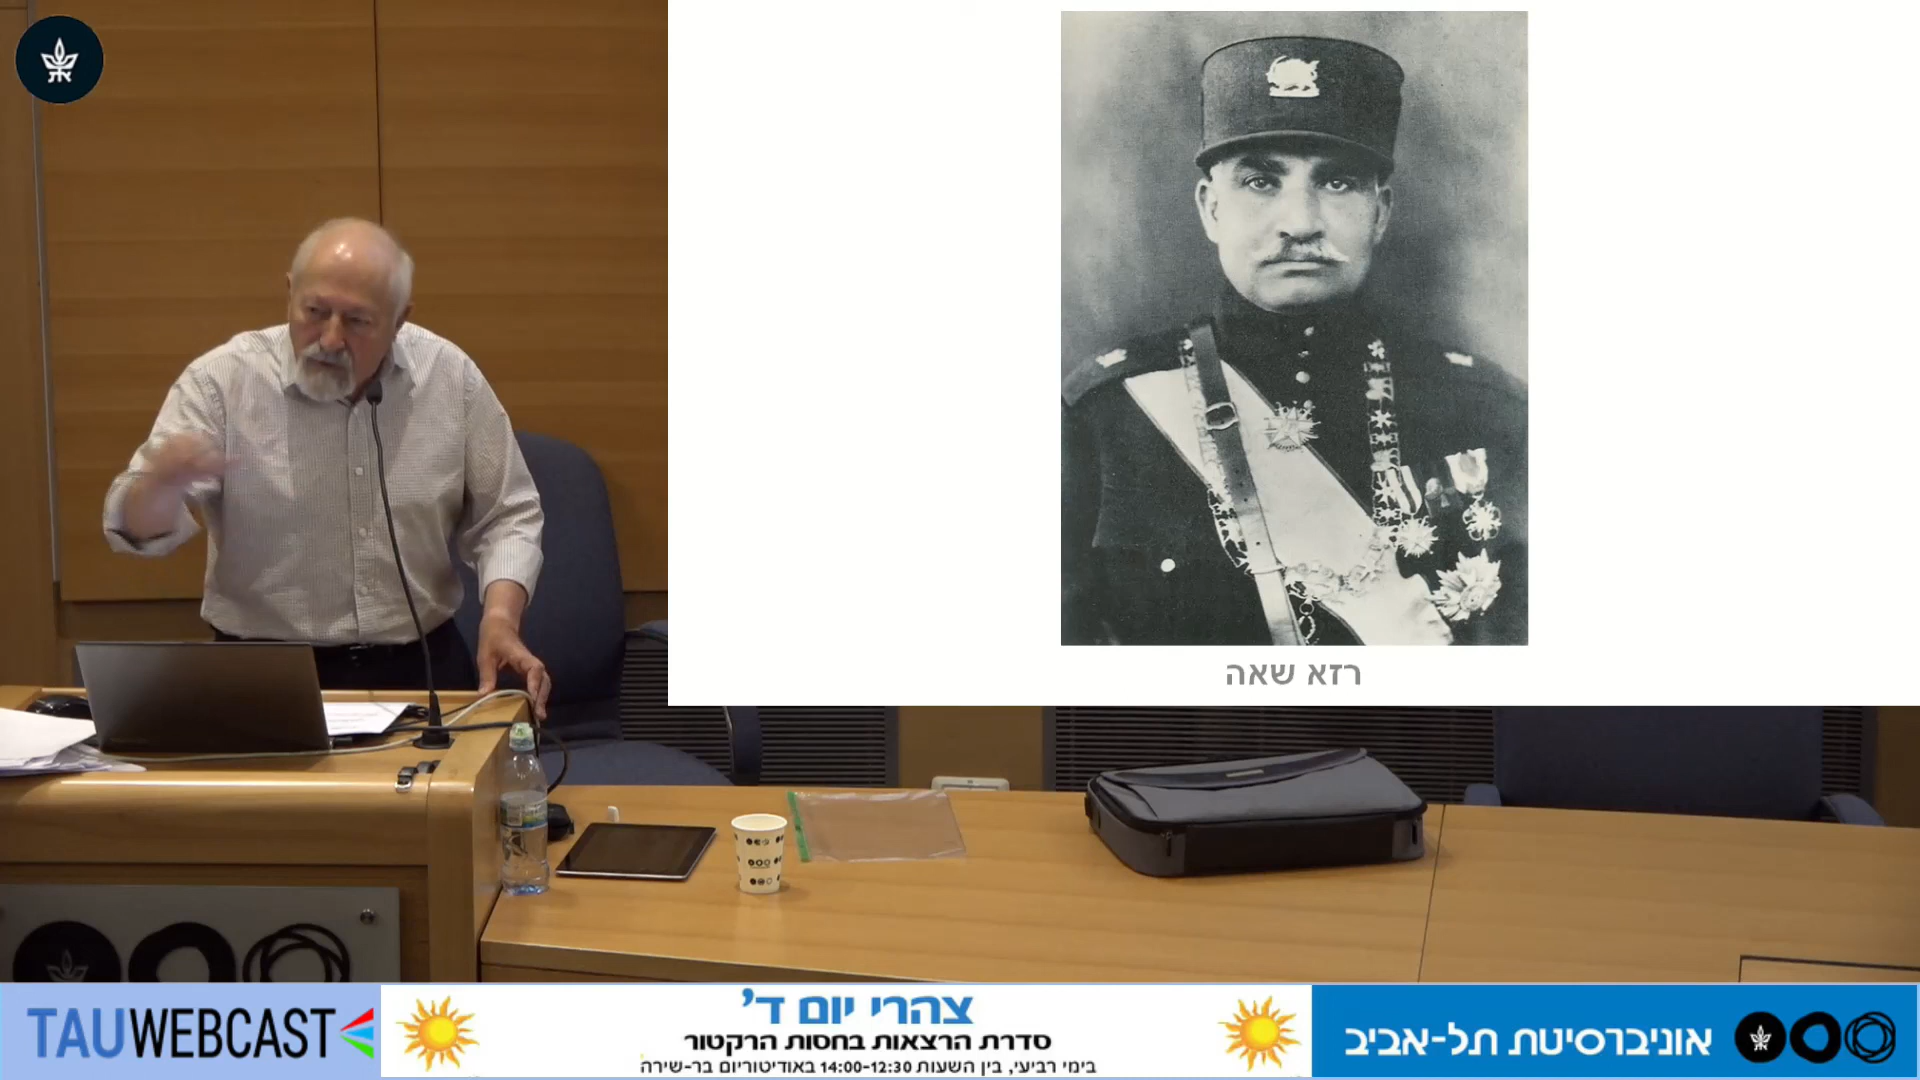 רזא שאה
TAUWEBCAST
צהרי יום ד'
סדרת הרצאות בחסות הרקטור
בימי רביעי, בין השעות 14:00-12:30 באודיטוריום בר-שירה
אוניברסיטת תל-אביב